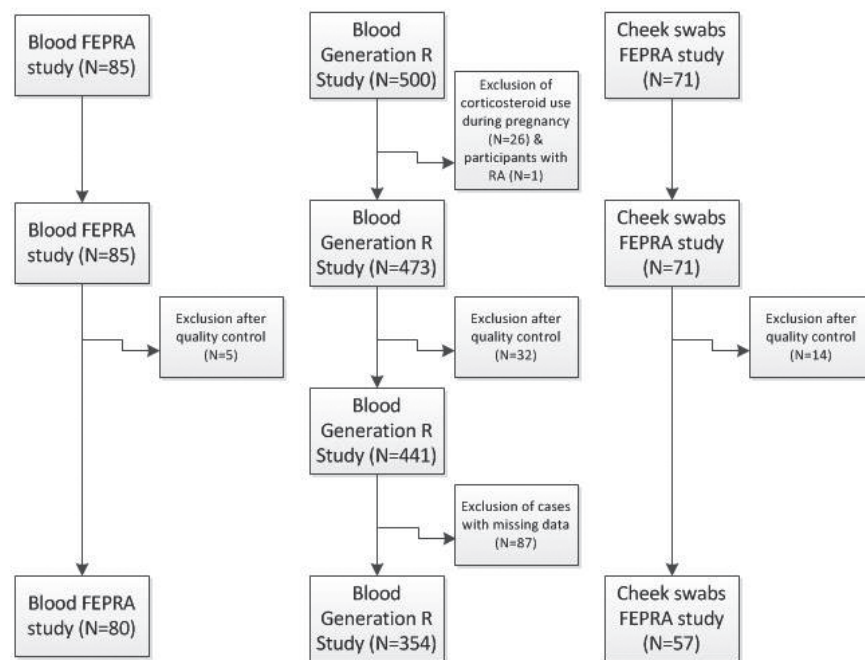 Blood FEPRA
study (N=85)
Blood
Generation R
Study (N=500)
Cheek swabs
FEPRA study
(N=71)
Exclusion of
corticosteroid use
during pregnancy
(N=26) &
participants with
RA (N=1)
Blood FEPRA
study (N=85)
Blood
Generation R
Study (N=473)
Cheek swabs
FEPRA study
(N=71)
Exclusion after
quality control
(N=5)
Exclusion after
quality control
(N=32)
Exclusion after
quality control
(N=14)
Blood
Generation R
Study (N=441)
Exclusion of cases
with missing data
(N=87)
Blood FEPRA
study (N=80)
Blood
Generation R
Study (N=354)
Cheek swabs
FEPRA study
(N=57)